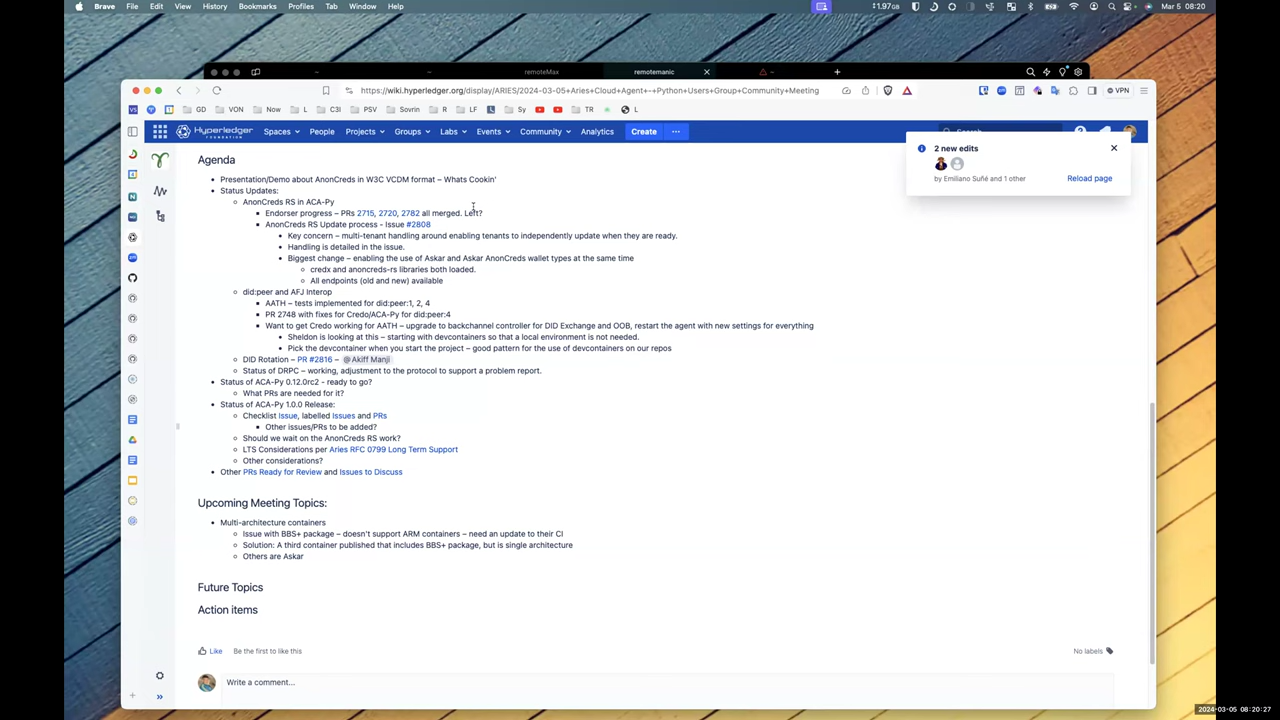 Brave File Edit View History Bookmarks Profiles Tab Window Help
1.97GB Mar 5 08:20
remoteMax remotemanic
https://wiki.hyperledger.org/display/ARIES/2024-03-05+Aries+Cloud+Agent+-+Python+Users+Group+Community+Meeting VPN
GD VON Now L C3I PSV Sovrin R LF Sy TR L
HYPERLEDGER FOUNDATION Spaces People Projects Groups Labs Events Community Analytics Create Search
2 new edits
by Emiliano Suñé and 1 other Reload page
Agenda
Presentation/Demo about AnonCreds in W3C VCDM format – Whats Cookin'
Status Updates:
AnonCreds RS in ACA-Py
Endorser progress – PRs 2715, 2720, 2782 all merged. Left?
AnonCreds RS Update process - Issue #2808
Key concern – multi-tenant handling around enabling tenants to independently update when they are ready.
Handling is detailed in the issue.
Biggest change – enabling the use of Askar and Askar AnonCreds wallet types at the same time
credx and anoncreds-rs libraries both loaded.
All endpoints (old and new) available
did:peer and AFJ Interop
AATH – tests implemented for did:peer:1, 2, 4
PR 2748 with fixes for Credo/ACA-Py for did:peer:4
Want to get Credo working for AATH – upgrade to backchannel controller for DID Exchange and OOB, restart the agent with new settings for everything
Sheldon is looking at this – starting with devcontainers so that a local environment is not needed.
Pick the devcontainer when you start the project – good pattern for the use of devcontainers on our repos
DID Rotation – PR #2816 – @Akiff Manji
Status of DRPC – working, adjustment to the protocol to support a problem report.
Status of ACA-Py 0.12.0rc2 - ready to go?
What PRs are needed for it?
Status of ACA-Py 1.0.0 Release:
Checklist Issue, labelled Issues and PRs
Other issues/PRs to be added?
Should we wait on the AnonCreds RS work?
LTS Considerations per Aries RFC 0799 Long Term Support
Other considerations?
Other PRs Ready for Review and Issues to Discuss
Upcoming Meeting Topics:
Multi-architecture containers
Issue with BBS+ package – doesn't support ARM containers – need an update to their CI
Solution: A third container published that includes BBS+ package, but is single architecture
Others are Askar
Future Topics
Action items
Like Be the first to like this No labels
Write a comment...
2024-03-05 08:20:27